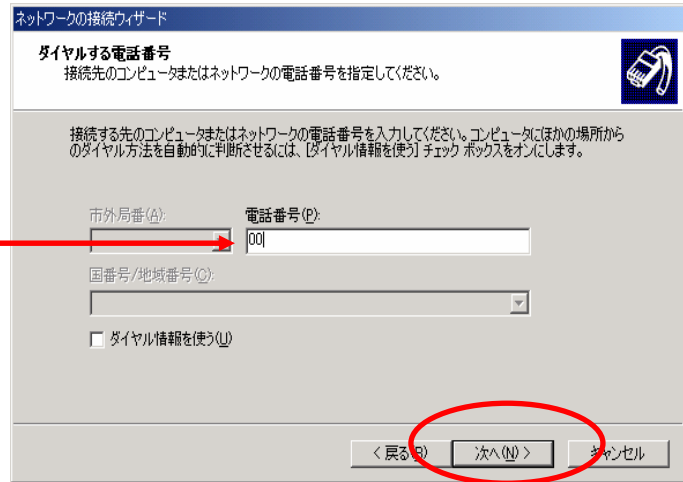 ネットワークの接続ウィザード
ダイヤルする電話番号
接続先のコンピュータまたはネットワークの電話番号を指定してください。
接続する先のコンピュータまたはネットワークの電話番号を入力してください。コンピュータにほかの場所から
のダイヤル方法を自動的に判断させるには、[ダイヤル情報を使う] チェック ボックスをオンにします。
市外局番(A): 電話番号(P):
00
国番号/地域番号(C):
ダイヤル情報を使う(U)
< 戻る(B) 次へ(N) > キャンセル